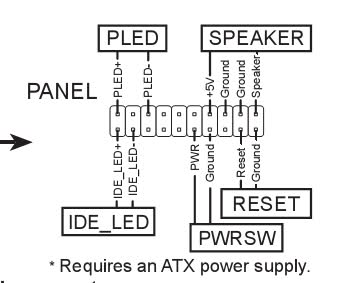 PLED
SPEAKER
PLED+
PLED-
+5V
Ground
Ground
Speaker-
PANEL
IDE_LED+
IDE_LED-
PWR
Ground
Reset
Ground
RESET
IDE_LED
PWRSW
* Requires an ATX power supply.